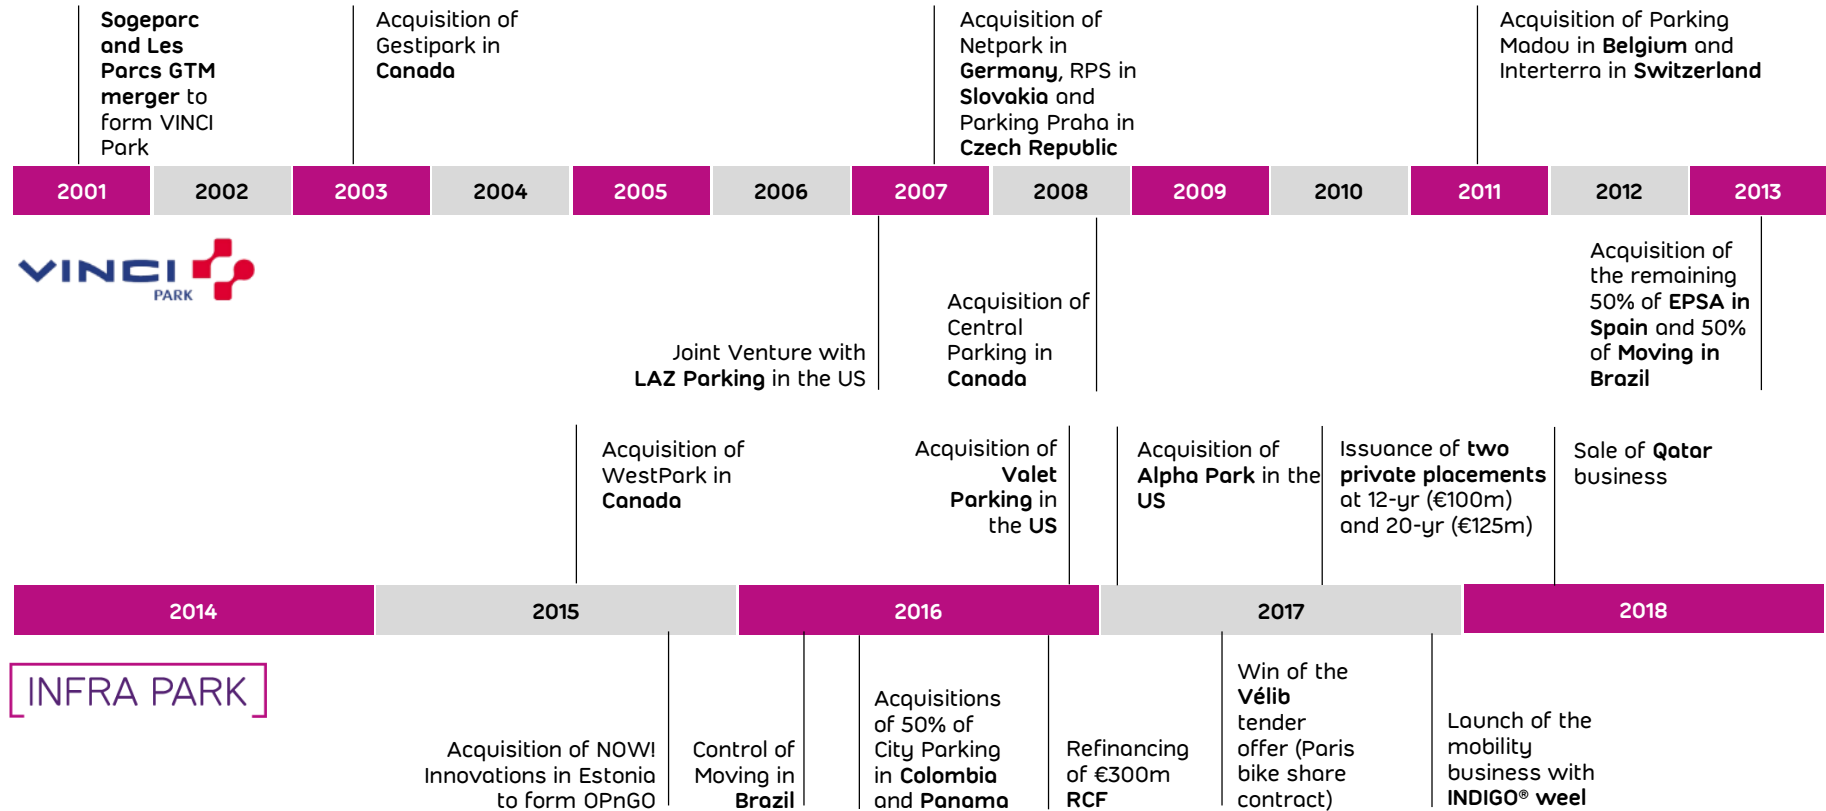 Sogeparc
and Les
Parcs GTM
merger to
form VINCI
Park
Acquisition of
Gestipark in
Canada
Acquisition of
Netpark in
Germany, RPS in
Slovakia and
Parking Praha in
Czech Republic
Acquisition of Parking
Madou in Belgium and
Interterra in Switzerland
2001 2002 2003 2004 2005 2006 2007 2008 2009 2010 2011 2012 2013
VINCI
PARK
Joint Venture with
LAZ Parking in the US
Acquisition of
Central
Parking in
Canada
Acquisition of
the remaining
50% of EPSA in
Spain and 50%
of Moving in
Brazil
Acquisition of
WestPark in
Canada
Acquisition of
Valet
Parking in
the US
Acquisition of
Alpha Park in the
US
Issuance of two
private placements
at 12-yr (€100m)
and 20-yr (€125m)
Sale of Qatar
business
2014 2015 2016 2017 2018
INFRA PARK
Acquisition of NOW!
Innovations in Estonia
to form OPnGO
Control of
Moving in
Brazil
Acquisitions
of 50% of
City Parking
in Colombia
and Panama
Refinancing
of €300m
RCF
Win of the
Vélib
tender
offer (Paris
bike share
contract)
Launch of the
mobility
business with
INDIGO® weel